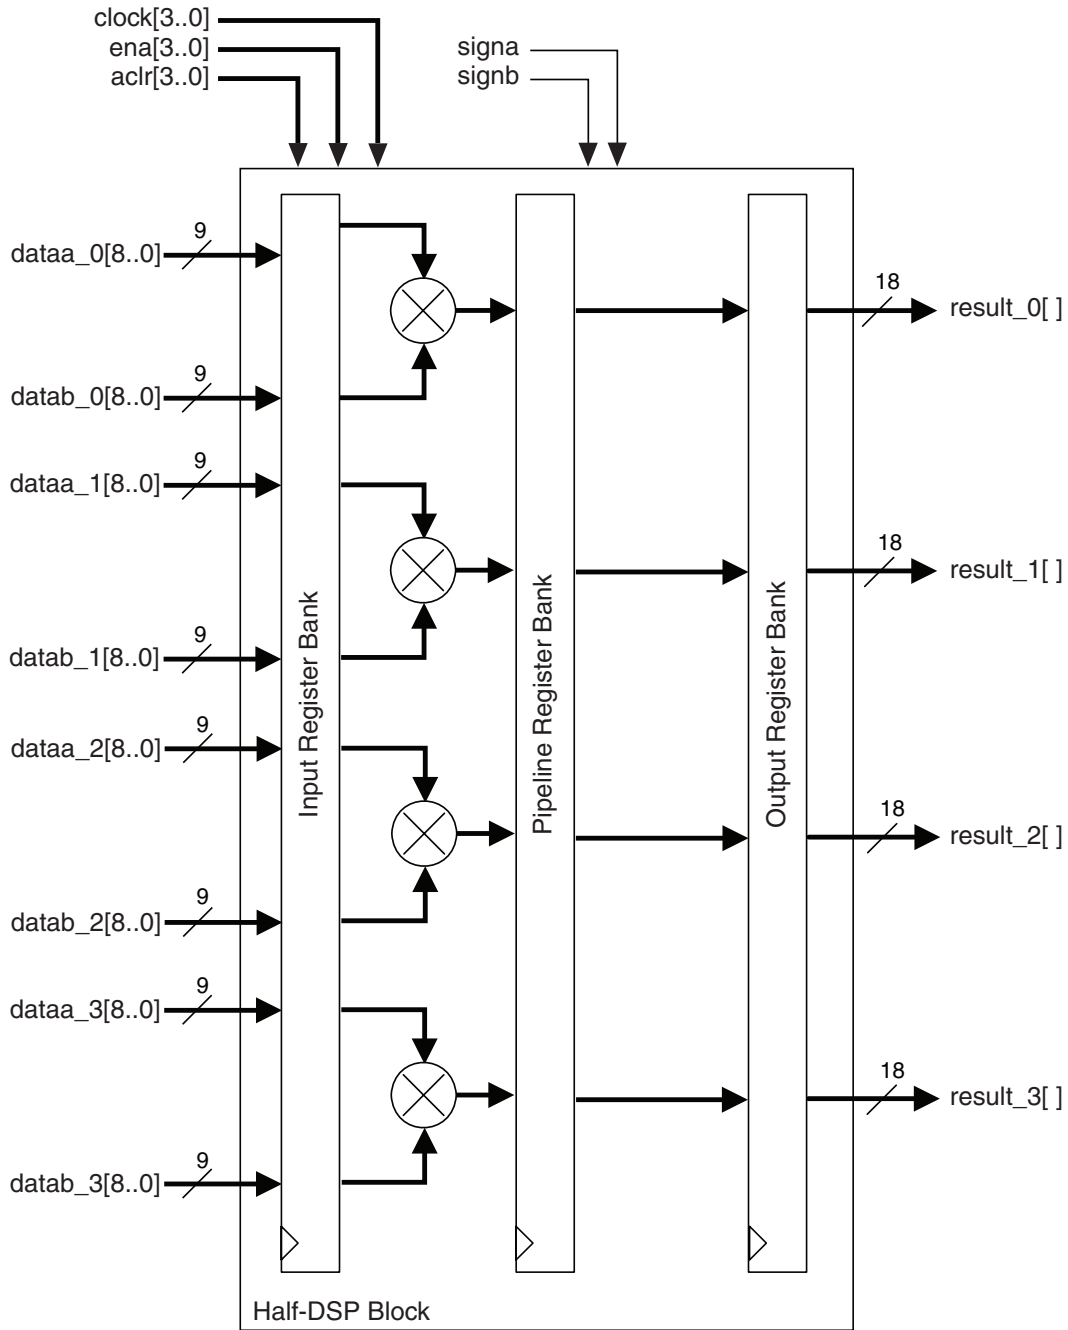 clock[3..0]
ena[3..0]
aclr[3..0]
signa
signb
9
dataa_0[8..0]
18
result_0[ ]
9
datab_0[8..0]
9
dataa_1[8..0]
18
result_1[ ]
9
datab_1[8..0]
9
dataa_2[8..0]
18
result_2[ ]
9
datab_2[8..0]
9
dataa_3[8..0]
18
result_3[ ]
9
datab_3[8..0]
Input Register Bank
Pipeline Register Bank
Output Register Bank
Half-DSP Block